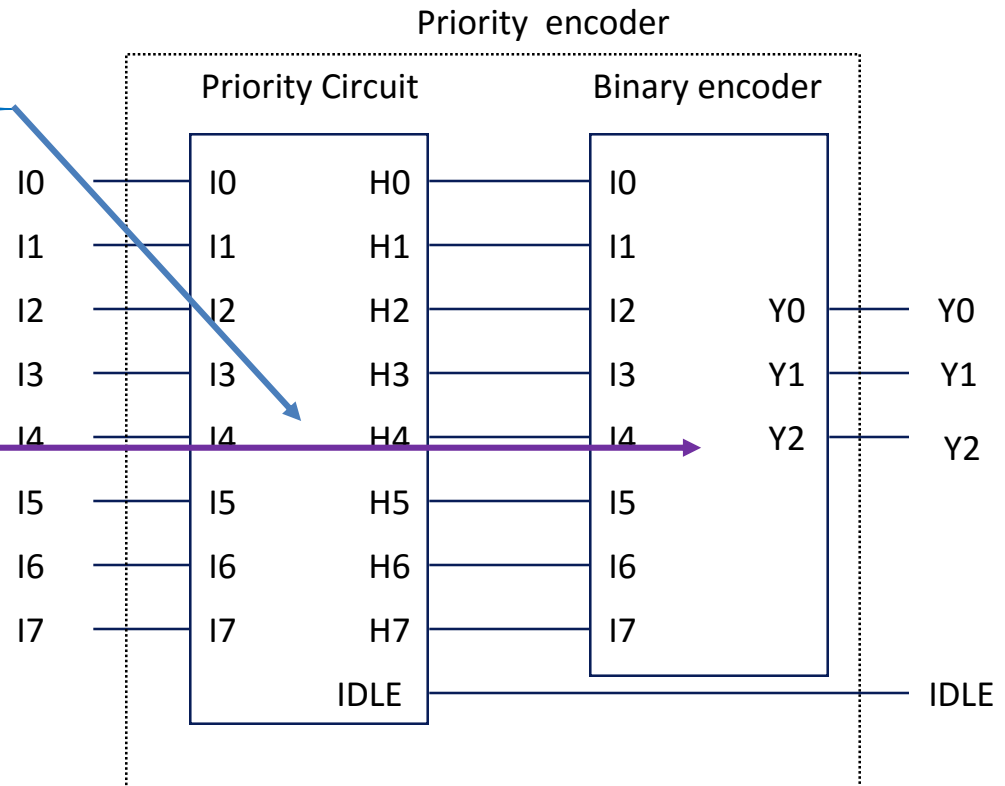 Priority encoder
Priority Circuit Binary encoder
I0 I0 H0 I0
I1 I1 H1 I1
I2 I2 H2 I2 Y0 Y0
I3 I3 H3 I3 Y1 Y1
I4 I4 H4 I4 Y2 Y2
I5 I5 H5 I5
I6 I6 H6 I6
I7 I7 H7 I7
IDLE IDLE